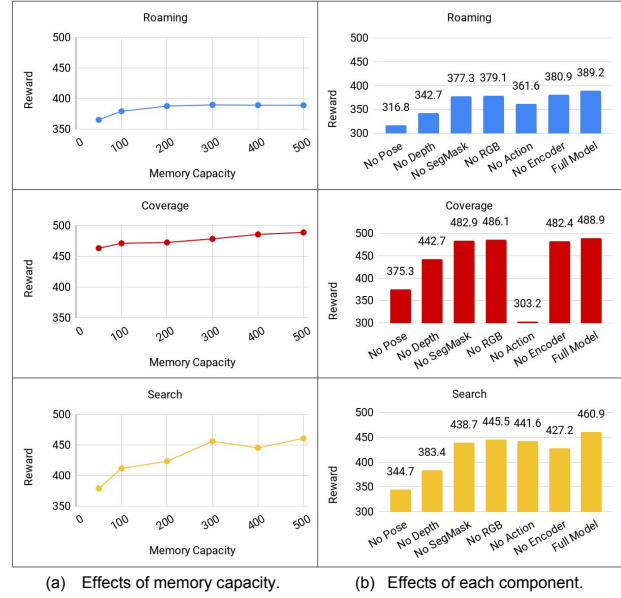 Roaming
500
450
400
350
Reward
0
100
200
300
400
500
Memory Capacity
Roaming
500
450
400
350
300
Reward
316.8
342.7
377.3
379.1
361.6
380.9
389.2
No Pose
No Depth
No SegMask
No RGB
No Action
No Encoder
Full Model
Coverage
500
450
400
350
Reward
0
100
200
300
400
500
Memory Capacity
Coverage
500
450
400
350
300
Reward
375.3
442.7
482.9
486.1
303.2
482.4
488.9
No Pose
No Depth
No SegMask
No RGB
No Action
No Encoder
Full Model
Search
500
450
400
350
Reward
0
100
200
300
400
500
Memory Capacity
Search
500
450
400
350
300
Reward
344.7
383.4
438.7
445.5
441.6
427.2
460.9
No Pose
No Depth
No SegMask
No RGB
No Action
No Encoder
Full Model
(a) Effects of memory capacity.
(b) Effects of each component.